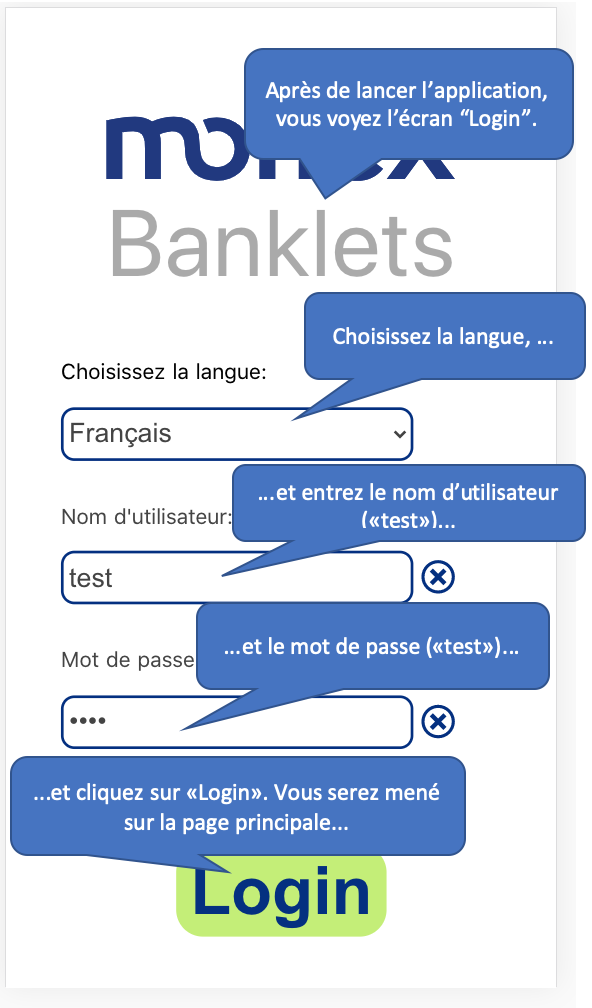 Après de lancer l’application,
vous voyez l’écran “Login”.
Banklets
Choisissez la langue, ...
Choisissez la langue:
Français
...et entrez le nom d’utilisateur
(«test»)...
Nom d'utilisateur:
test
...et le mot de passe («test»)...
Mot de passe
••••
...et cliquez sur «Login». Vous serez mené
sur la page principale...
Login